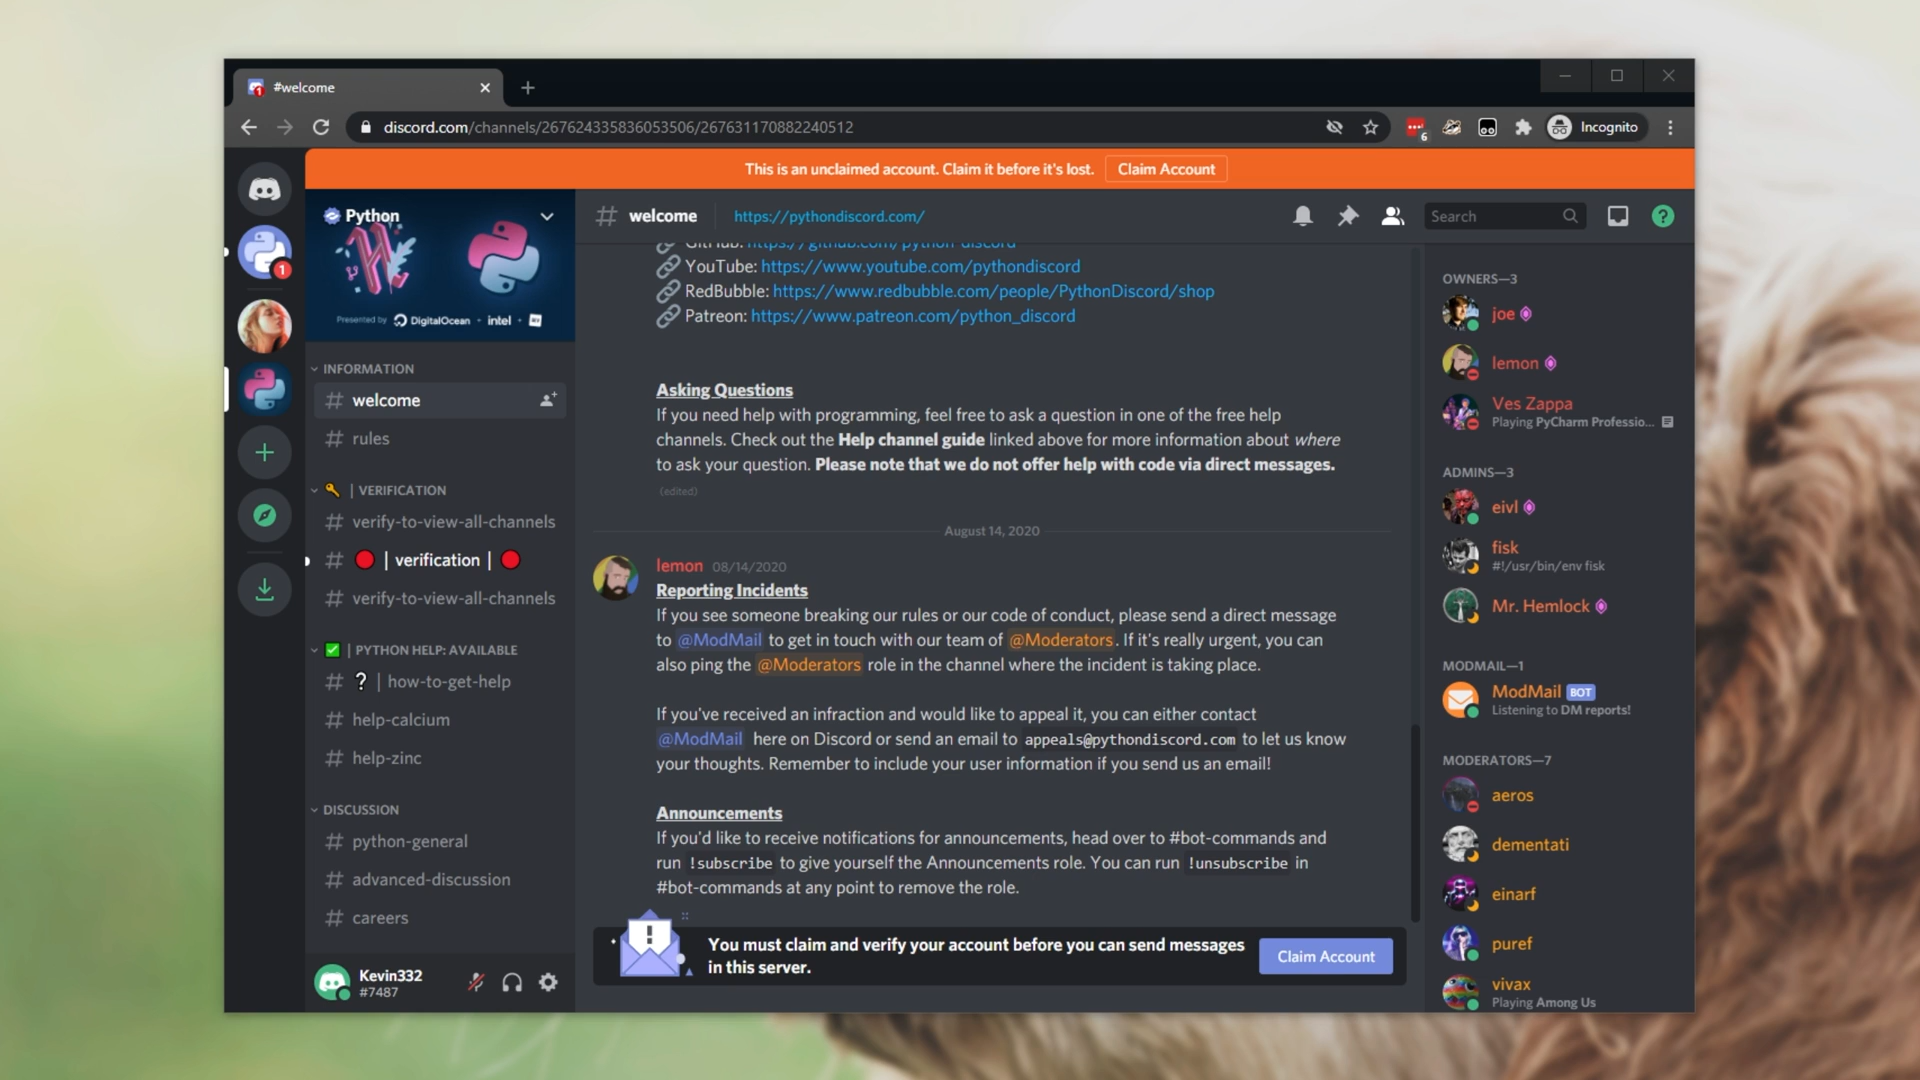 #welcome
discord.com/channels/267624335836053506/267631170882240512
6
Incognito
This is an unclaimed account. Claim it before it's lost.
Claim Account
1
Python
Presented by DigitalOcean + intel +
INFORMATION
# welcome
# rules
| VERIFICATION
# verify-to-view-all-channels
# | verification |
# verify-to-view-all-channels
| PYTHON HELP: AVAILABLE
# ? | how-to-get-help
# help-calcium
# help-zinc
DISCUSSION
# python-general
# advanced-discussion
# careers
Kevin332
#7487
# welcome
https://pythondiscord.com/
Search
?
GitHub: https://github.com/python-discord
YouTube: https://www.youtube.com/pythondiscord
RedBubble: https://www.redbubble.com/people/PythonDiscord/shop
Patreon: https://www.patreon.com/python_discord
Asking Questions
If you need help with programming, feel free to ask a question in one of the free help
channels. Check out the Help channel guide linked above for more information about where
to ask your question. Please note that we do not offer help with code via direct messages.
(edited)
August 14, 2020
lemon 08/14/2020
Reporting Incidents
If you see someone breaking our rules or our code of conduct, please send a direct message
to @ModMail to get in touch with our team of @Moderators. If it's really urgent, you can
also ping the @Moderators role in the channel where the incident is taking place.
If you've received an infraction and would like to appeal it, you can either contact
@ModMail here on Discord or send an email to appeals@pythondiscord.com to let us know
your thoughts. Remember to include your user information if you send us an email!
Announcements
If you'd like to receive notifications for announcements, head over to #bot-commands and
run !subscribe to give yourself the Announcements role. You can run !unsubscribe in
#bot-commands at any point to remove the role.
You must claim and verify your account before you can send messages
in this server.
Claim Account
OWNERS—3
joe
lemon
Ves Zappa
Playing PyCharm Professio...
ADMINS—3
eivl
fisk
#!/usr/bin/env fisk
Mr. Hemlock
MODMAIL—1
ModMail BOT
Listening to DM reports!
MODERATORS—7
aeros
dementati
einarf
puref
vivax
Playing Among Us